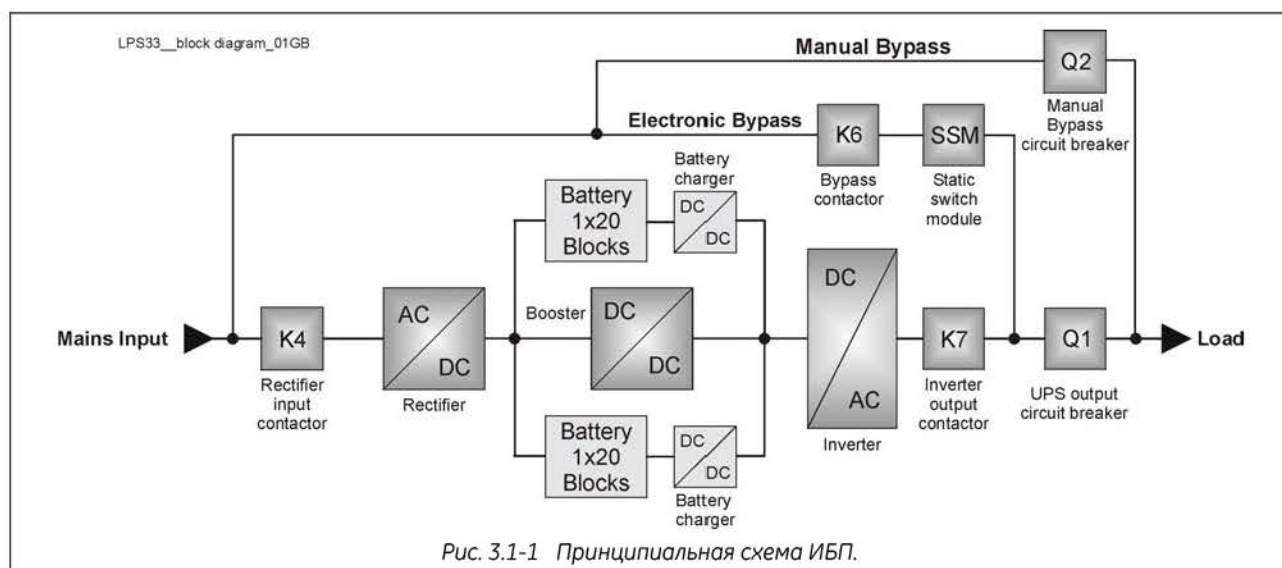 LPS33__block diagram_01GB
Manual Bypass
Q2
Manual
Bypass
circuit breaker
Electronic Bypass
K6
Bypass
contactor
SSM
Static
switch
module
Battery
charger
Battery
1x20
Blocks
DC
DC
Mains Input
K4
Rectifier
input
contactor
AC
DC
Rectifier
Booster
DC
DC
DC
AC
Inverter
K7
Inverter
output
contactor
Q1
UPS output
circuit breaker
Load
Battery
1x20
Blocks
DC
DC
Battery
charger
Рис. 3.1-1 Принципиальная схема ИБП.